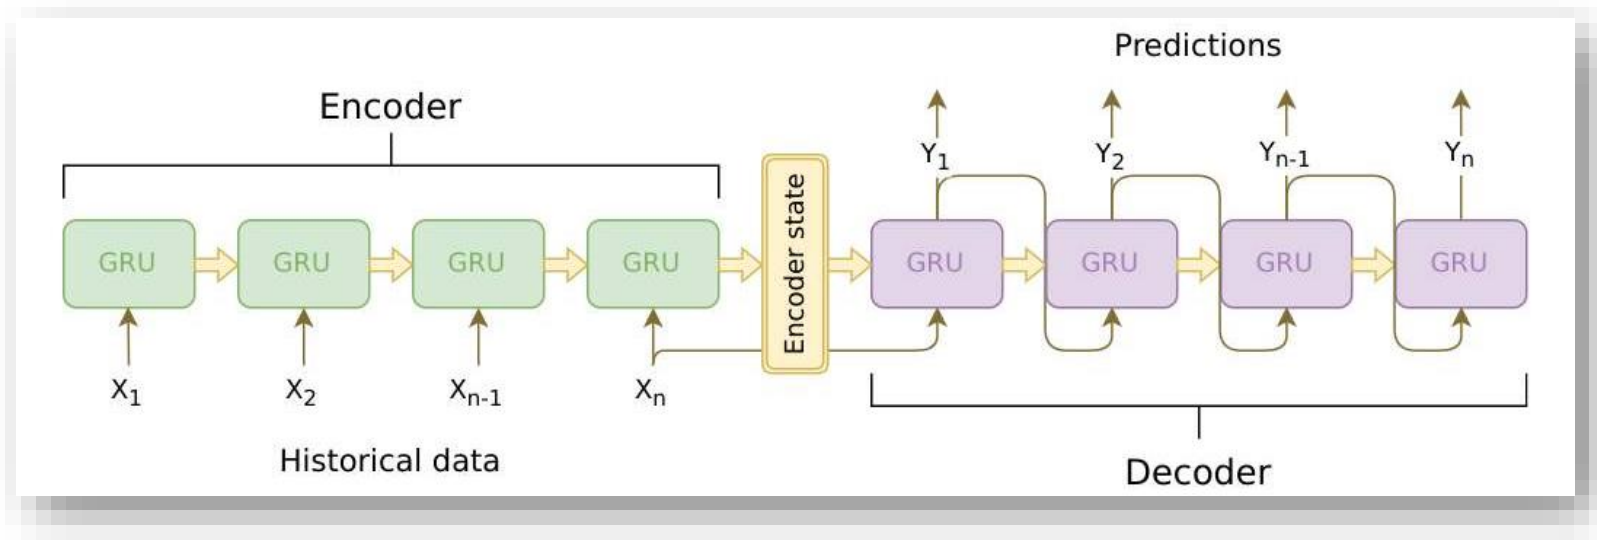 Predictions
Encoder
Y1 Y2 Yn-1 Yn
Encoder state
GRU GRU GRU GRU GRU GRU GRU GRU
X1 X2 Xn-1 Xn
Historical data
Decoder